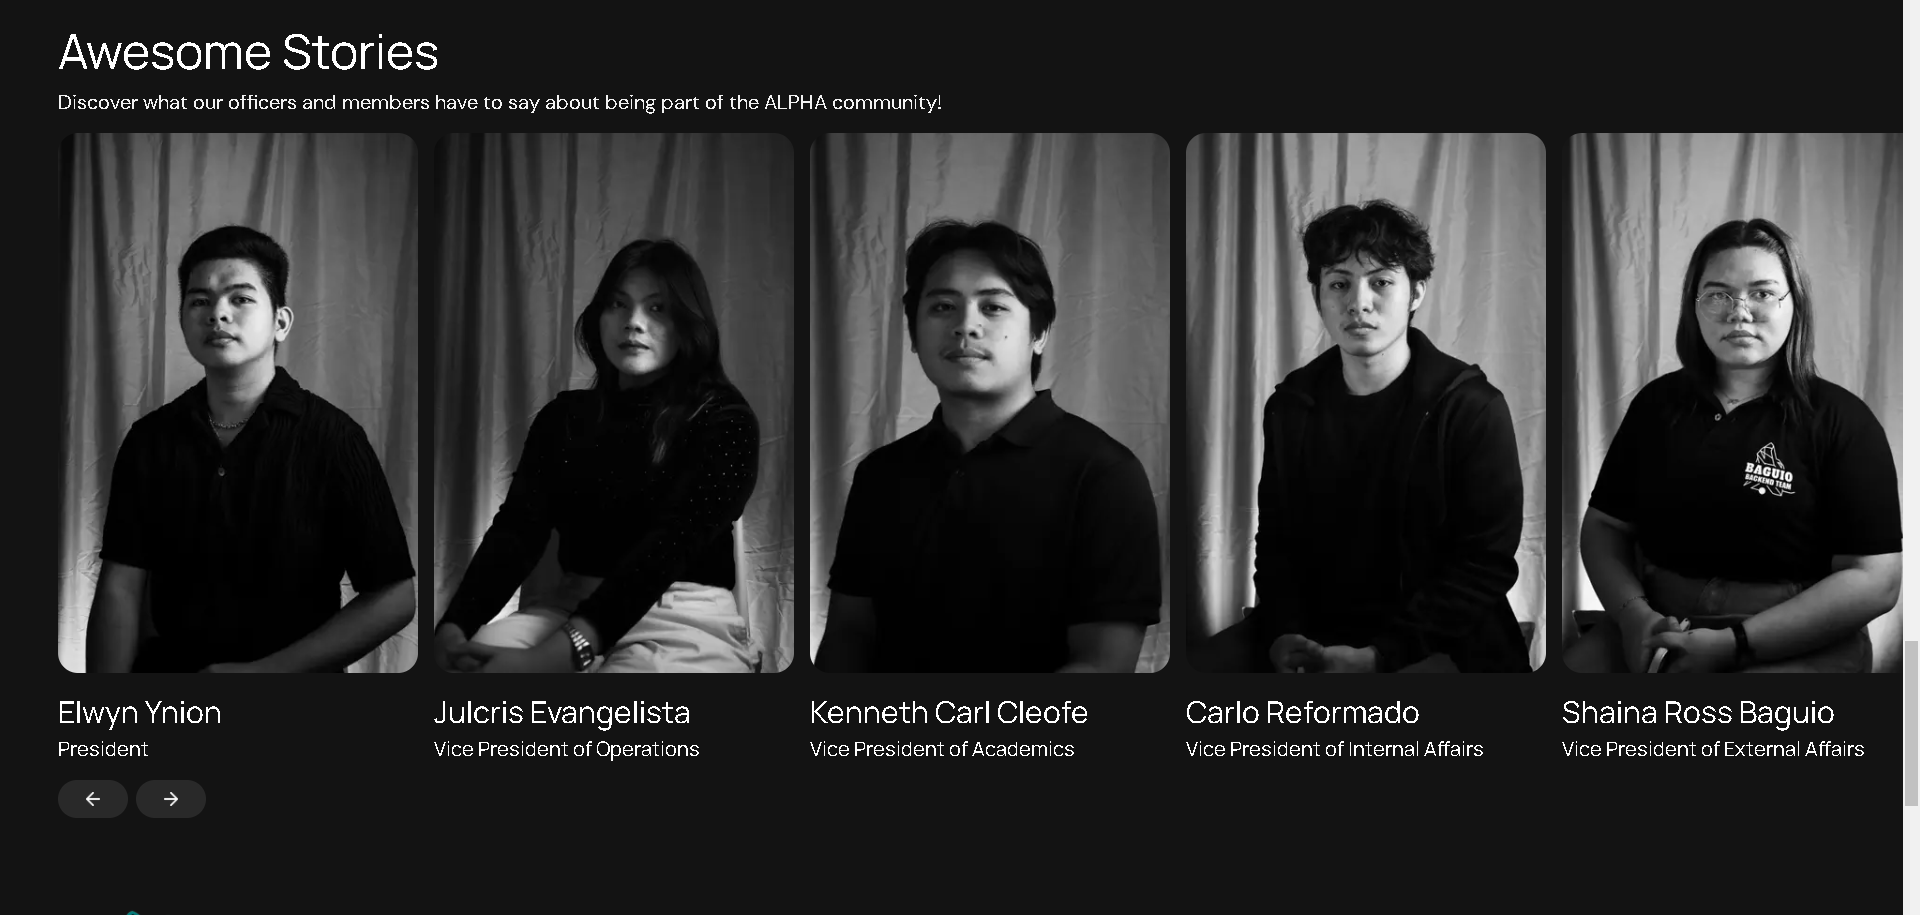 Awesome Stories
Discover what our officers and members have to say about being part of the ALPHA community!
BAGUIO
BACKEND TEAM
Elwyn Ynion
President
Julcris Evangelista
Vice President of Operations
Kenneth Carl Cleofe
Vice President of Academics
Carlo Reformado
Vice President of Internal Affairs
Shaina Ross Baguio
Vice President of External Affairs